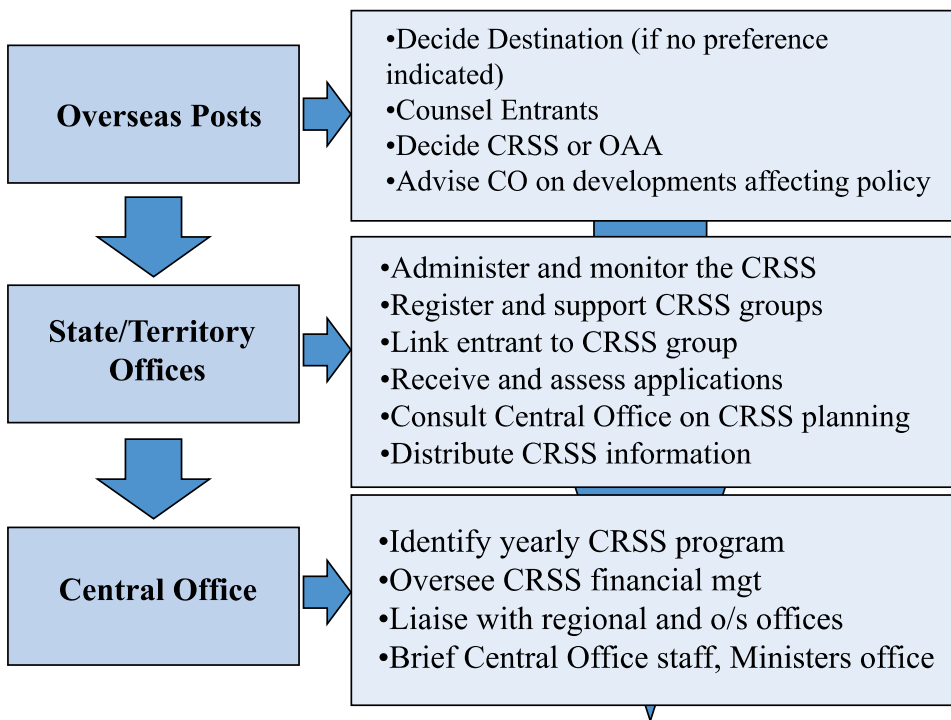 Overseas Posts
•Decide Destination (if no preference
indicated)
•Counsel Entrants
•Decide CRSS or OAA
•Advise CO on developments affecting policy
State/Territory
Offices
•Administer and monitor the CRSS
•Register and support CRSS groups
•Link entrant to CRSS group
•Receive and assess applications
•Consult Central Office on CRSS planning
•Distribute CRSS information
Central Office
•Identify yearly CRSS program
•Oversee CRSS financial mgt
•Liaise with regional and o/s offices
•Brief Central Office staff, Ministers office